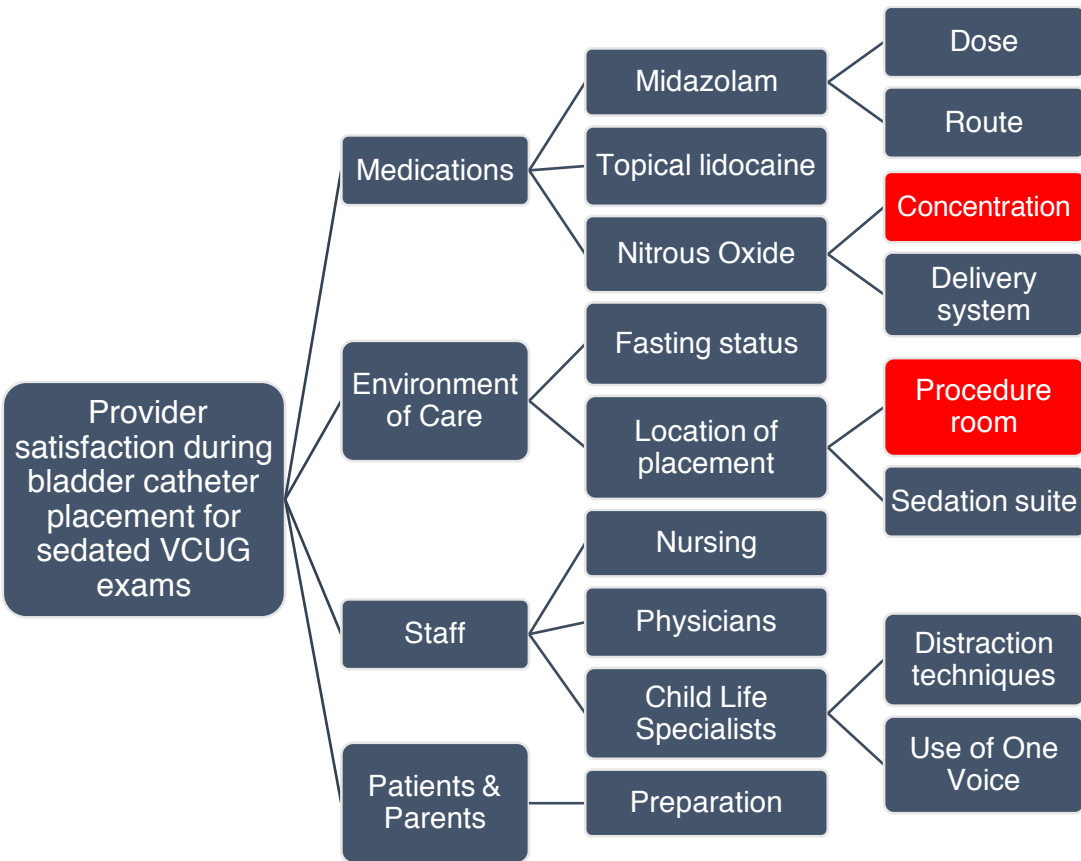 Provider
satisfaction during
bladder catheter
placement for
sedated VCUG
exams
Medications
Midazolam
Dose
Route
Topical lidocaine
Nitrous Oxide
Concentration
Delivery
system
Environment
of Care
Fasting status
Location of
placement
Procedure
room
Sedation suite
Staff
Nursing
Physicians
Child Life
Specialists
Distraction
techniques
Use of One
Voice
Patients &
Parents
Preparation